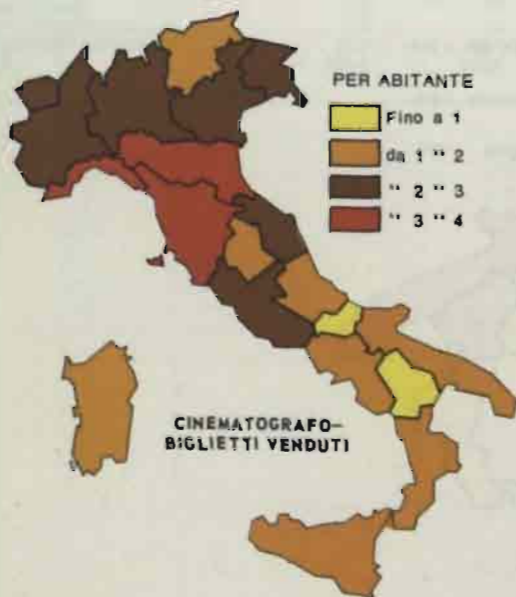 PER ABITANTE
Fino a 1
da 1 " 2
" 2 " 3
" 3 " 4
CINEMATOGRAFO-
BIGLIETTI VENDUTI